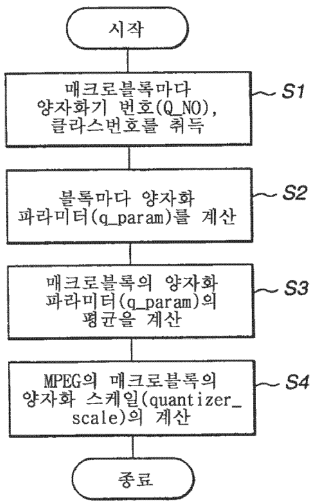 시작
매크로블록마다
양자화기 번호(Q_NO),
클라스번호를 취득
S1
블록마다 양자화
파라미터(q_param)를 계산
S2
매크로블록의 양자화
파라미터(q_param)의
평균을 계산
S3
MPEG의 매크로블록의
양자화 스케일(quantizer_
scale)의 계산
S4
종료